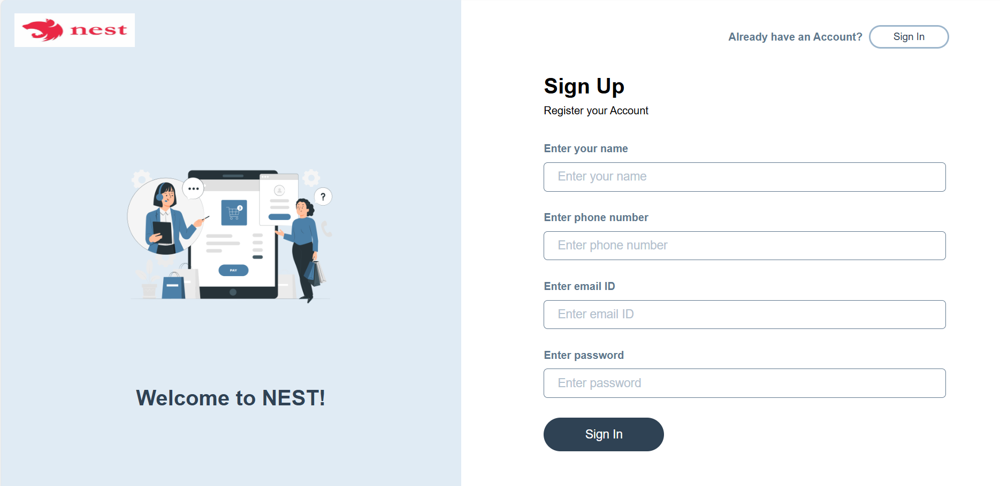 nest
Already have an Account?
Sign In
Sign Up
Register your Account
Enter your name
Enter your name
Enter phone number
Enter phone number
Enter email ID
Enter email ID
Enter password
Enter password
Sign In
...
?
3
PAY
Welcome to NEST!